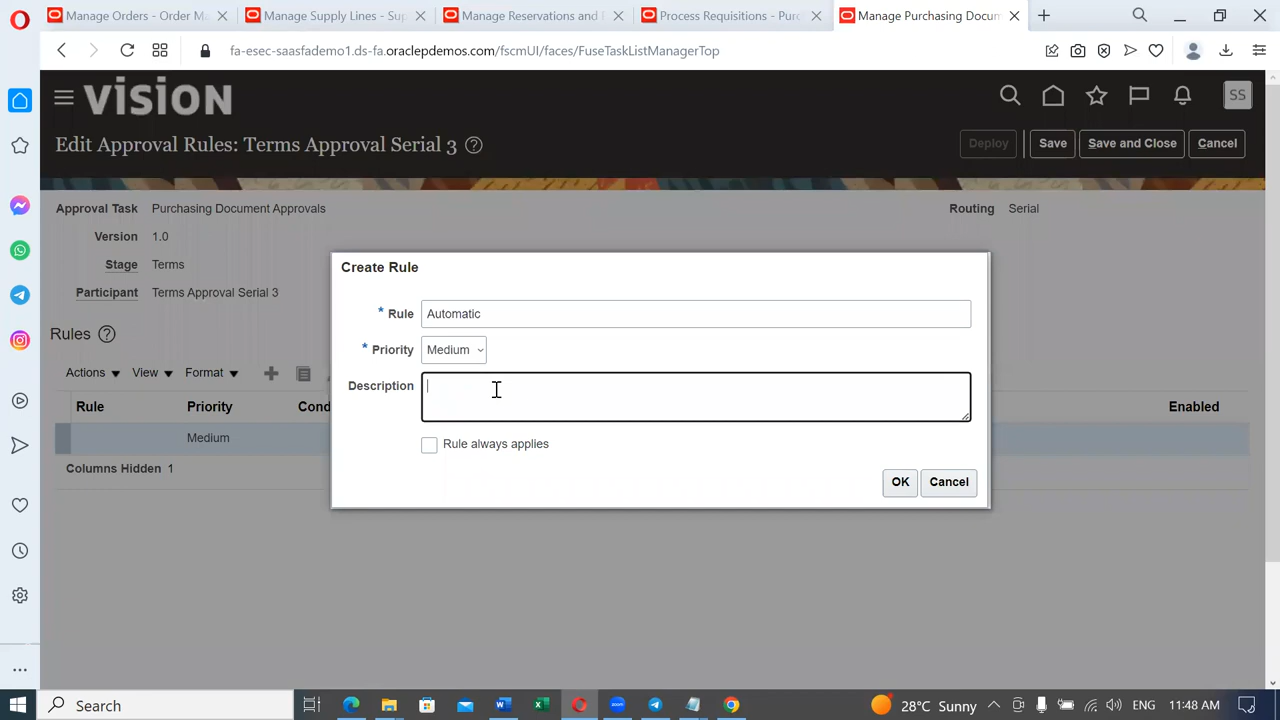 Manage Orders - Order M
Manage Supply Lines - Sup
Manage Reservations and
Process Requisitions - Purc
Manage Purchasing Docum
fa-esec-saasfademo1.ds-fa.oraclepdemos.com/fscmUI/faces/FuseTaskListManagerTop
VISION
SS
Edit Approval Rules: Terms Approval Serial 3
Deploy
Save
Save and Close
Cancel
Approval Task Purchasing Document Approvals
Routing Serial
Version 1.0
Stage Terms
Participant Terms Approval Serial 3
Rules
Actions View Format
Rule Priority Cond
Enabled
Medium
Columns Hidden 1
Create Rule
* Rule Automatic
* Priority Medium
Description
Rule always applies
OK
Cancel
Search
28°C Sunny
ENG
11:48 AM